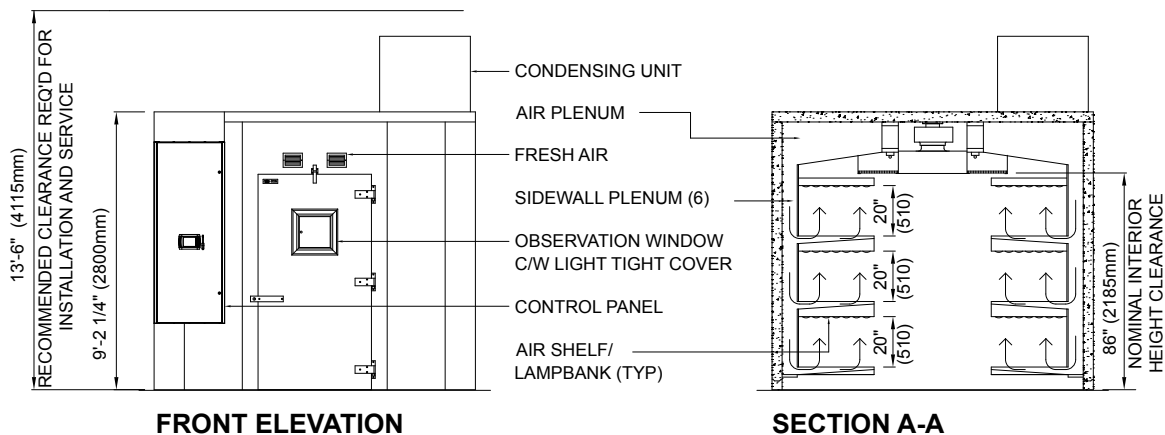 13'-6" (4115mm)
RECOMMENDED CLEARANCE REQ'D FOR
INSTALLATION AND SERVICE
9'-2 1/4" (2800mm)
CONDENSING UNIT
AIR PLENUM
FRESH AIR
SIDEWALL PLENUM (6)
OBSERVATION WINDOW
C/W LIGHT TIGHT COVER
CONTROL PANEL
AIR SHELF/
LAMPBANK (TYP)
20"
(510)
20"
(510)
20"
(510)
86" (2185mm)
NOMINAL INTERIOR
HEIGHT CLEARANCE
FRONT ELEVATION
SECTION A-A